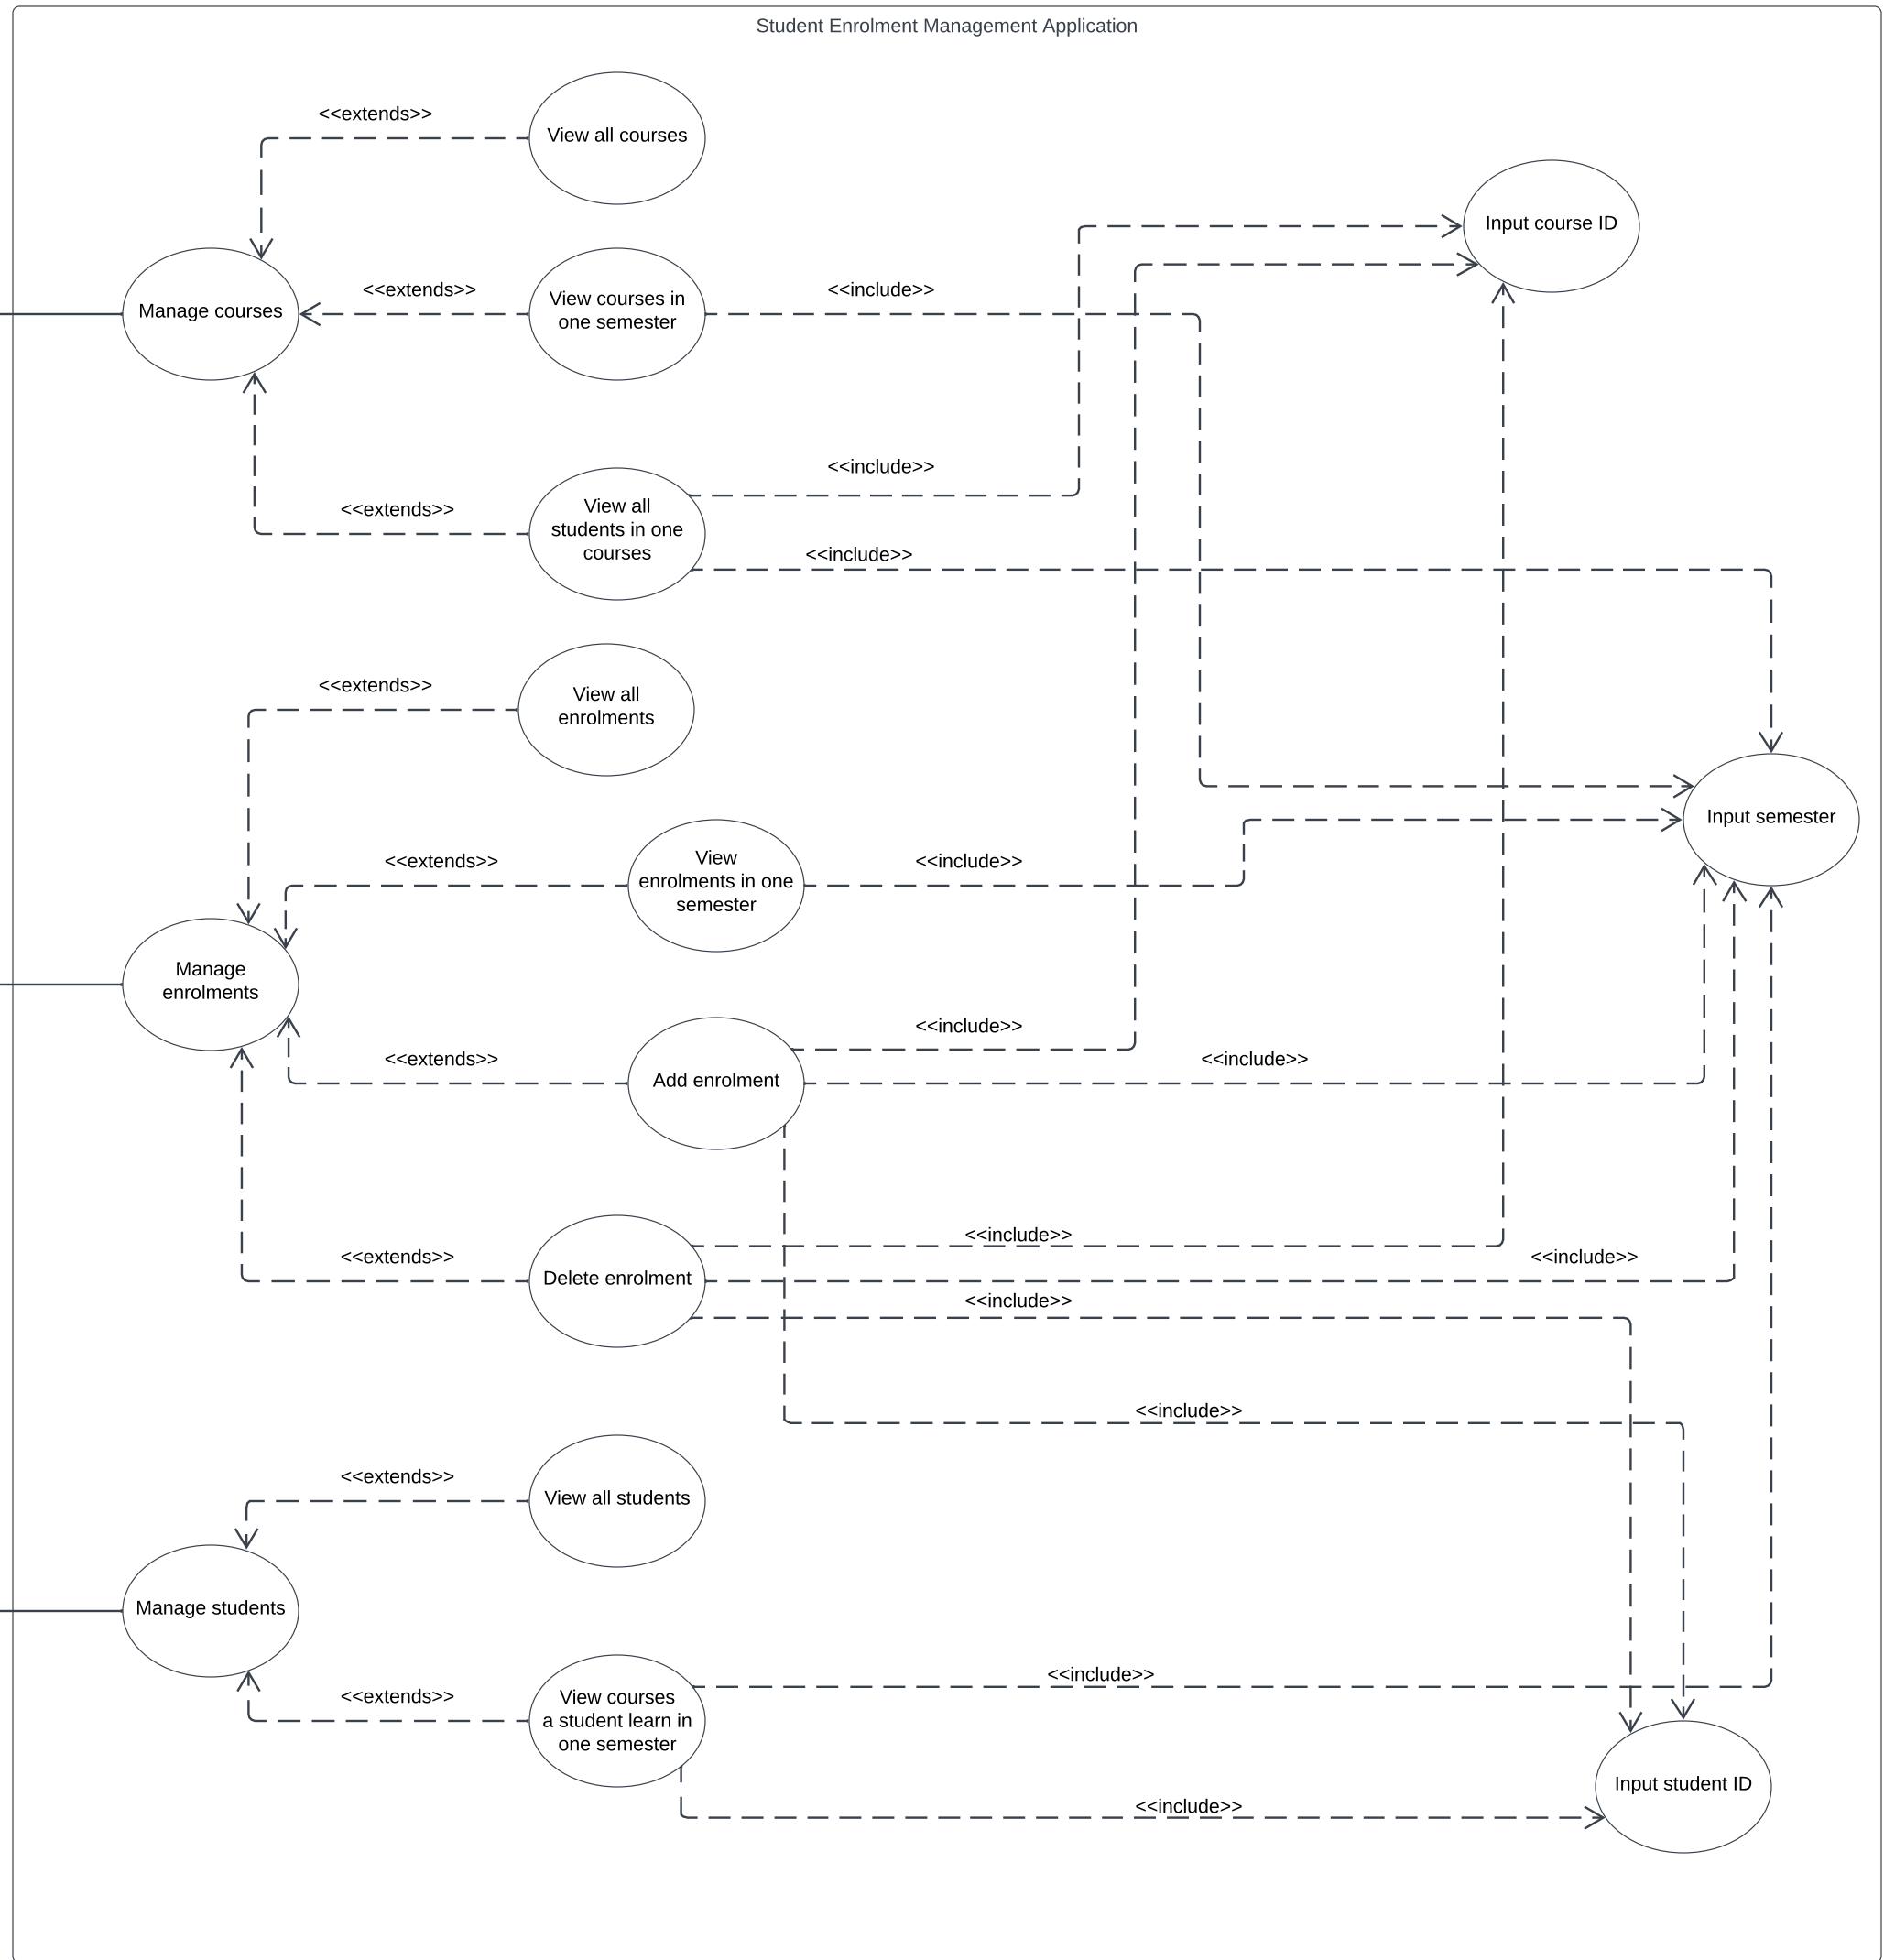 Student Enrolment Management Application
<<extends>>
View all courses
Input course ID
<<extends>>
<<include>>
Manage courses
View courses in
one semester
<<include>>
<<extends>>
View all
students in one
courses
<<include>>
<<extends>>
View all
enrolments
Input semester
<<extends>>
View
enrolments in one
semester
<<include>>
Manage
enrolments
<<include>>
<<extends>>
Add enrolment
<<include>>
<<include>>
<<extends>>
Delete enrolment
<<include>>
<<include>>
<<include>>
<<extends>>
View all students
Manage students
<<include>>
<<extends>>
View courses
a student learn in
one semester
Input student ID
<<include>>